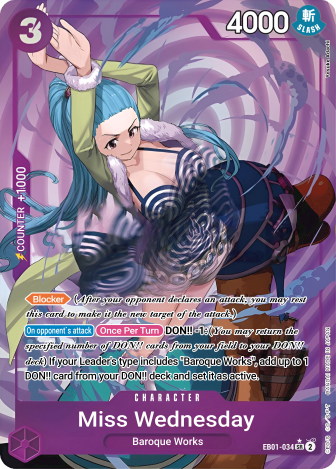 3
4000
斬
SLASH
COUNTER +1000
Blocker (After your opponent declares an attack, you may rest
this card to make it the new target of the attack.)
On opponent's attack Once Per Turn DON!! -1: (You may return the
specified number of DON!! cards from your field to your DON!!
deck) If your Leader's type includes "Baroque Works", add up to 1
DON!! card from your DON!! deck and set it as active.
CHARACTER
Miss Wednesday
Baroque Works
EB01-034 SR 2